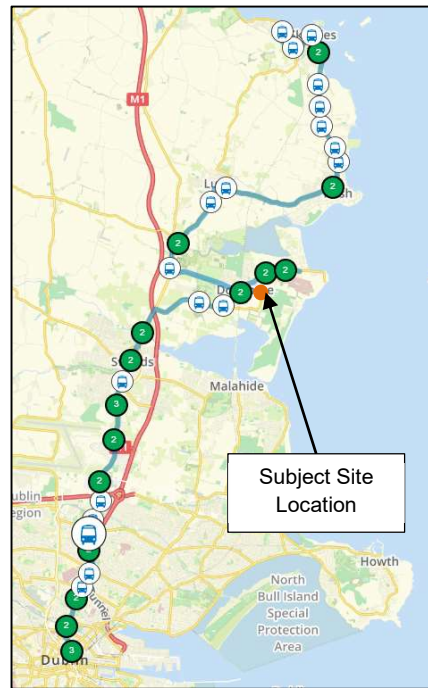 2
M1
2
2
2
2
2
2
2
Malahide
3
2
Subject Site
Location
2
2
Howth
North
Bull Island
Special
Protection
Area
Tunnel
2
2
3
Dublin